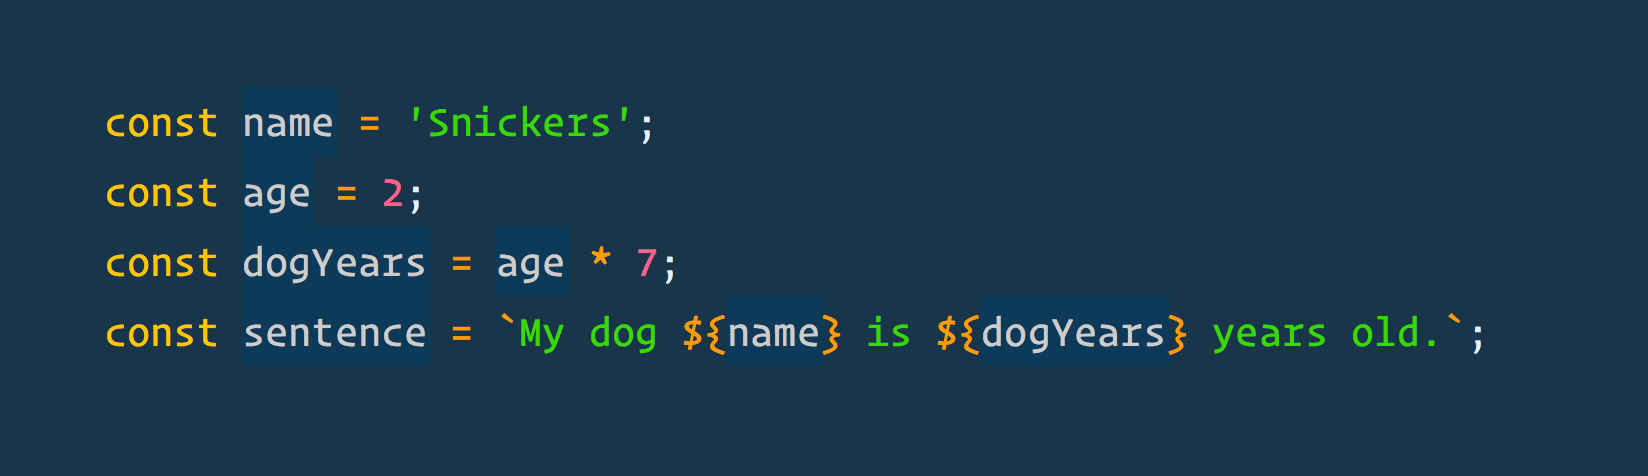 const name = 'Snickers';
const age = 2;
const dogYears = age * 7;
const sentence = `My dog ${name} is ${dogYears} years old.`;